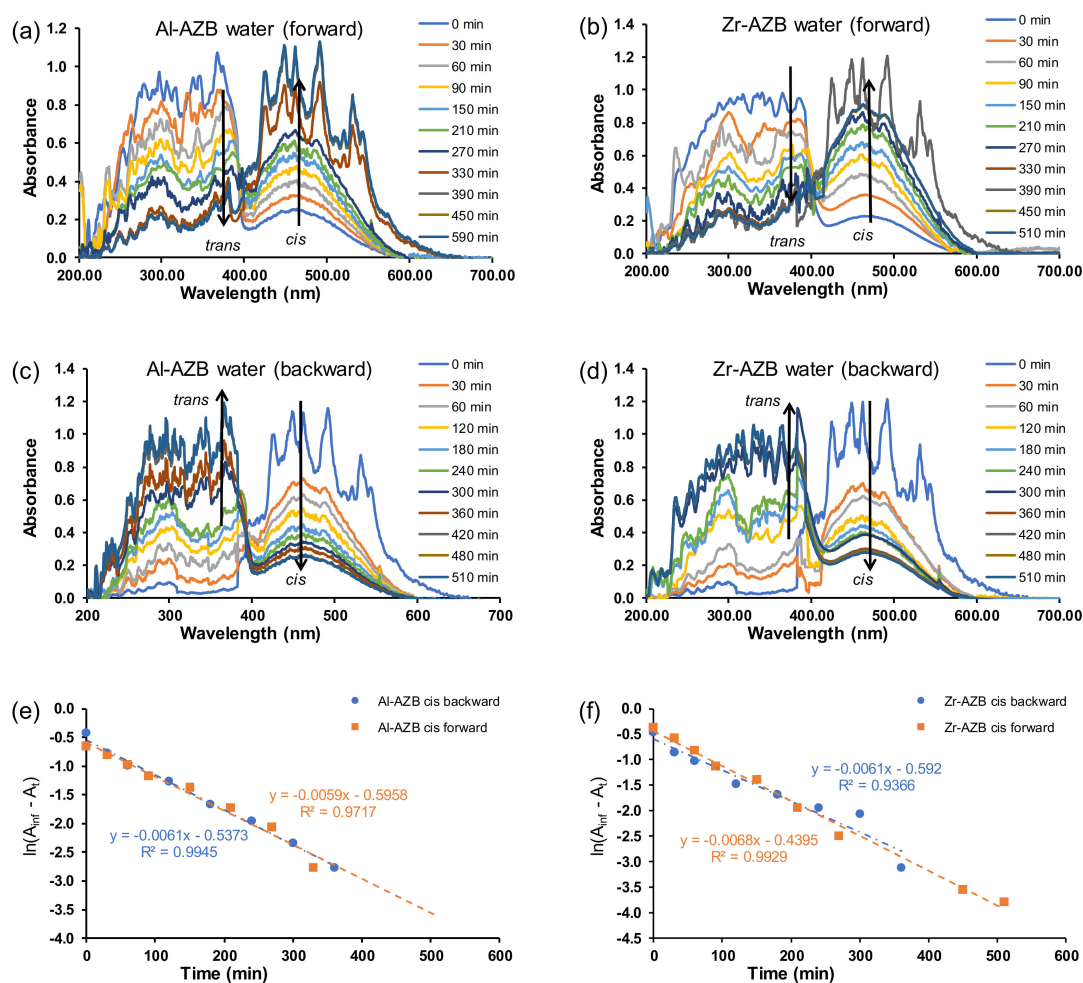 (a)
Al-AZB water (forward)
1.2
1.0
0.8
0.6
0.4
0.2
0.0
Absorbance
200.00 300.00 400.00 500.00 600.00 700.00
Wavelength (nm)
trans
cis
0 min
30 min
60 min
90 min
150 min
210 min
270 min
330 min
390 min
450 min
590 min
(b)
Zr-AZB water (forward)
1.4
1.2
1.0
0.8
0.6
0.4
0.2
0.0
Absorbance
200.00 300.00 400.00 500.00 600.00 700.00
Wavelength (nm)
trans
cis
0 min
30 min
60 min
90 min
150 min
210 min
270 min
330 min
390 min
450 min
510 min
(c)
Al-AZB water (backward)
1.4
1.2
1.0
0.8
0.6
0.4
0.2
0.0
Absorbance
200 300 400 500 600 700
Wavelength (nm)
trans
cis
0 min
30 min
60 min
120 min
180 min
240 min
300 min
360 min
420 min
480 min
510 min
(d)
Zr-AZB water (backward)
1.4
1.2
1.0
0.8
0.6
0.4
0.2
0.0
Absorbance
200.00 300.00 400.00 500.00 600.00 700.00
Wavelength (nm)
trans
cis
0 min
30 min
60 min
120 min
180 min
240 min
300 min
360 min
420 min
480 min
510 min
(e)
Al-AZB cis backward
Al-AZB cis forward
0.0
-0.5
-1.0
-1.5
-2.0
-2.5
-3.0
-3.5
-4.0
ln(Ainf - At)
y = -0.0059x - 0.5958
R² = 0.9717
y = -0.0061x - 0.5373
R² = 0.9945
0 100 200 300 400 500 600
Time (min)
(f)
Zr-AZB cis backward
Zr-AZB cis forward
0.0
-0.5
-1.0
-1.5
-2.0
-2.5
-3.0
-3.5
-4.0
-4.5
ln(Ainf - At)
y = -0.0061x - 0.592
R² = 0.9366
y = -0.0068x - 0.4395
R² = 0.9929
0 100 200 300 400 500 600
Time (min)